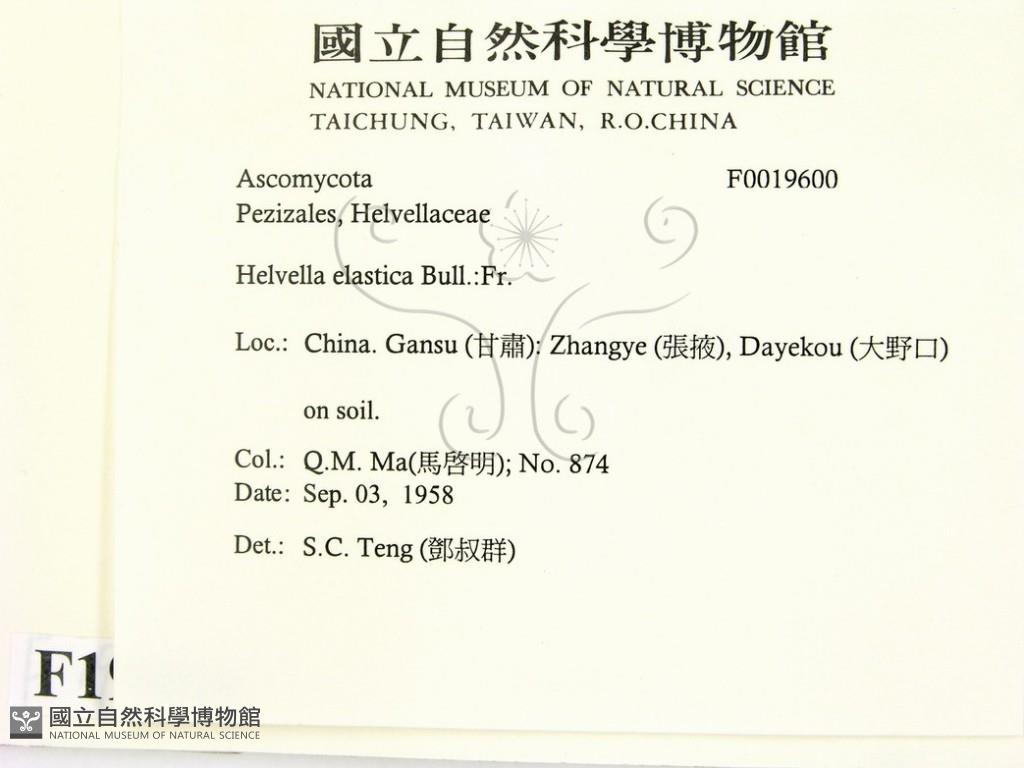 國立自然科學博物館
NATIONAL MUSEUM OF NATURAL SCIENCE
TAICHUNG, TAIWAN, R.O.CHINA
Ascomycota F0019600
Pezizales, Helvellaceae
Helvella elastica Bull.:Fr.
Loc.: China. Gansu (甘肅): Zhangye (張掖), Dayekou (大野口)
on soil.
Col.: Q.M. Ma(馬啓明); No. 874
Date: Sep. 03, 1958
Det.: S.C. Teng (鄧叔群)
F19
國立自然科學博物館
NATIONAL MUSEUM OF NATURAL SCIENCE